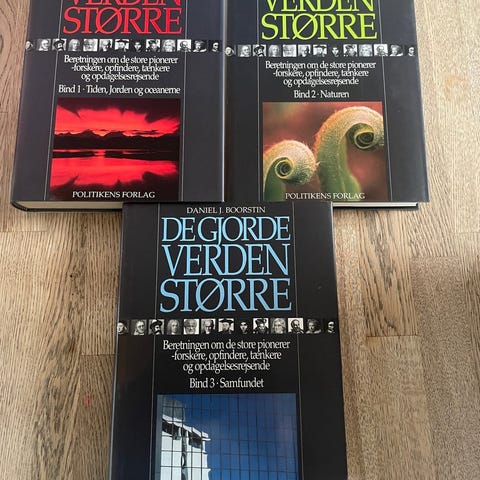 VERDEN
STØRRE
Beretningen om de store pionerer
-forskere, opfindere, tænkere
og opdagelsesrejsende
Bind 1 · Tiden, Jorden og oceanerne
POLITIKENS FORLAG
VERDEN
STØRRE
Beretningen om de store pionerer
-forskere, opfindere, tænkere
og opdagelsesrejsende
Bind 2 · Naturen
POLITIKENS FORLAG
DANIEL J. BOORSTIN
DE GJORDE
VERDEN
STØRRE
Beretningen om de store pionerer
-forskere, opfindere, tænkere
og opdagelsesrejsende
Bind 3 · Samfundet